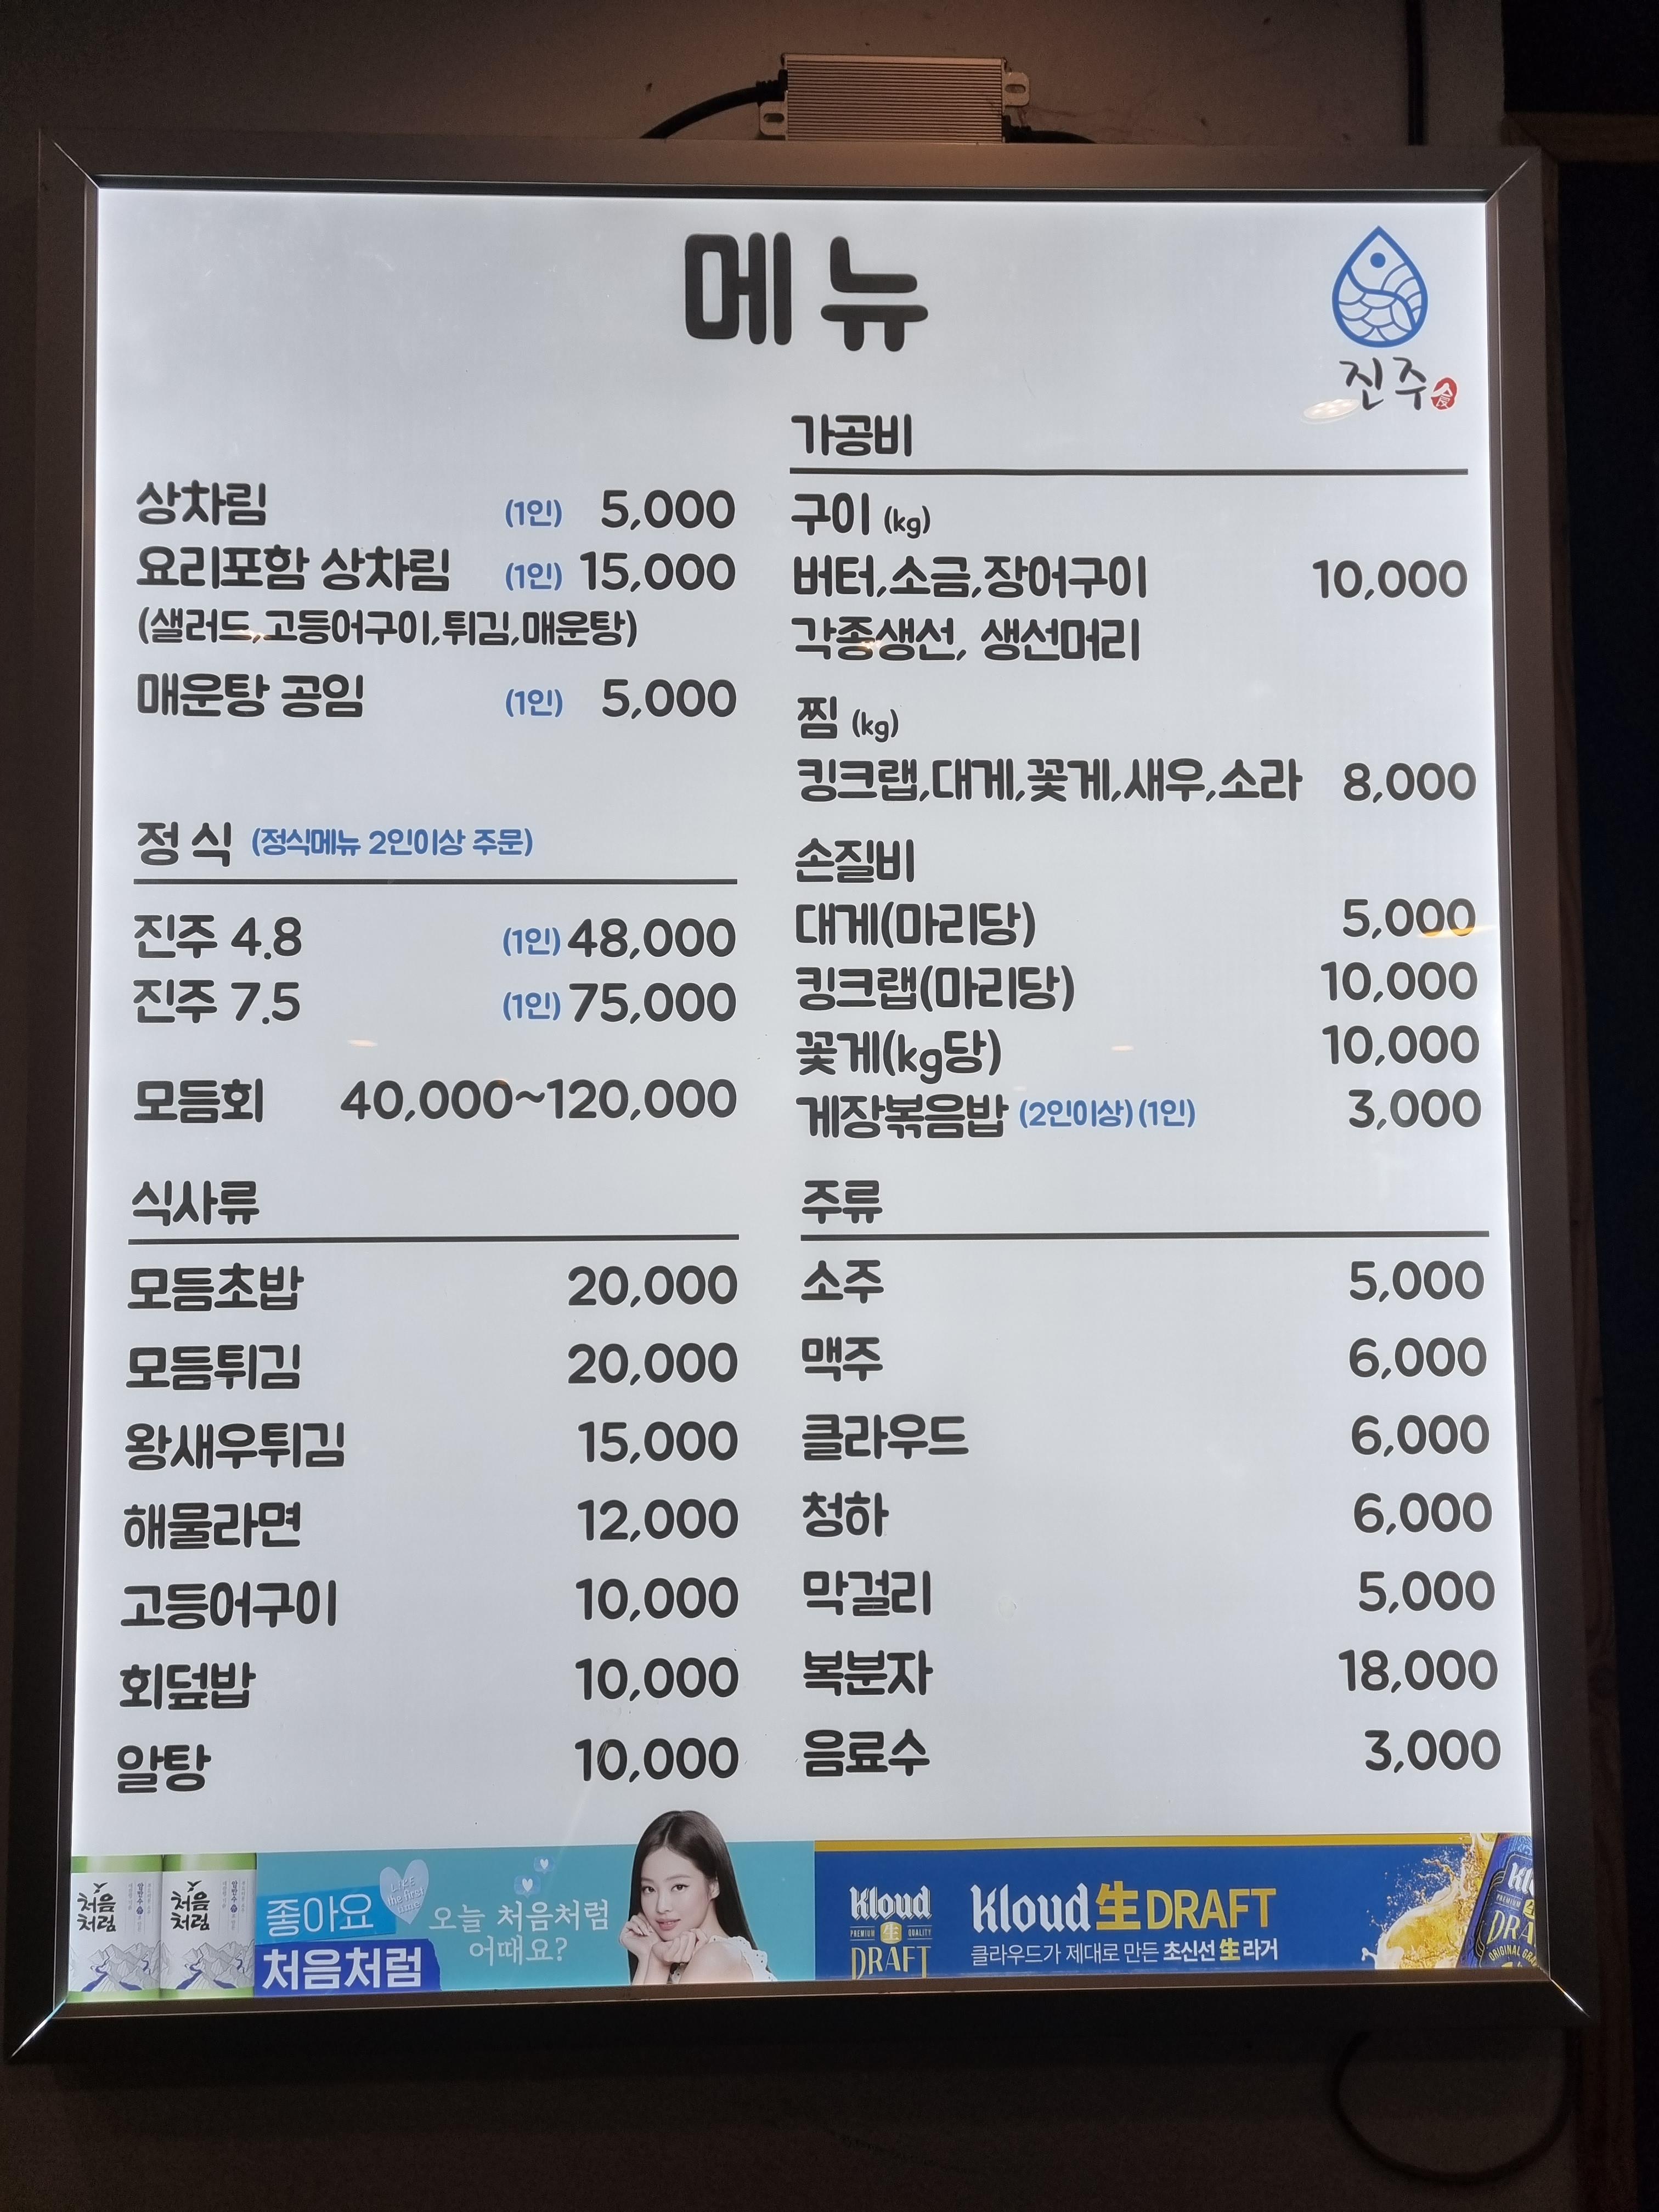 메뉴
진주 食
상차림 (1인) 5,000
요리포함 상차림 (1인) 15,000
(샐러드,고등어구이,튀김,매운탕)
매운탕 공임 (1인) 5,000
정식 (정식메뉴 2인이상 주문)
진주 4.8 (1인) 48,000
진주 7.5 (1인) 75,000
모듬회 40,000~120,000
식사류
모듬초밥 20,000
모듬튀김 20,000
왕새우튀김 15,000
해물라면 12,000
고등어구이 10,000
회덮밥 10,000
알탕 10,000
가공비
구이 (kg)
버터,소금,장어구이 10,000
각종생선, 생선머리
찜 (kg)
킹크랩,대게,꽃게,새우,소라 8,000
손질비
대게(마리당) 5,000
킹크랩(마리당) 10,000
꽃게(kg당) 10,000
게장볶음밥 (2인이상) (1인) 3,000
주류
소주 5,000
맥주 6,000
클라우드 6,000
청하 6,000
막걸리 5,000
복분자 18,000
음료수 3,000
처음
처럼
처음
처럼
좋아요
처음처럼
LIKE
the first
time
오늘 처음처럼
어때요?
Kloud
PREMIUM 生 QUALITY
DRAFT
Kloud 生 DRAFT
클라우드가 제대로 만든 초신선 生 라거